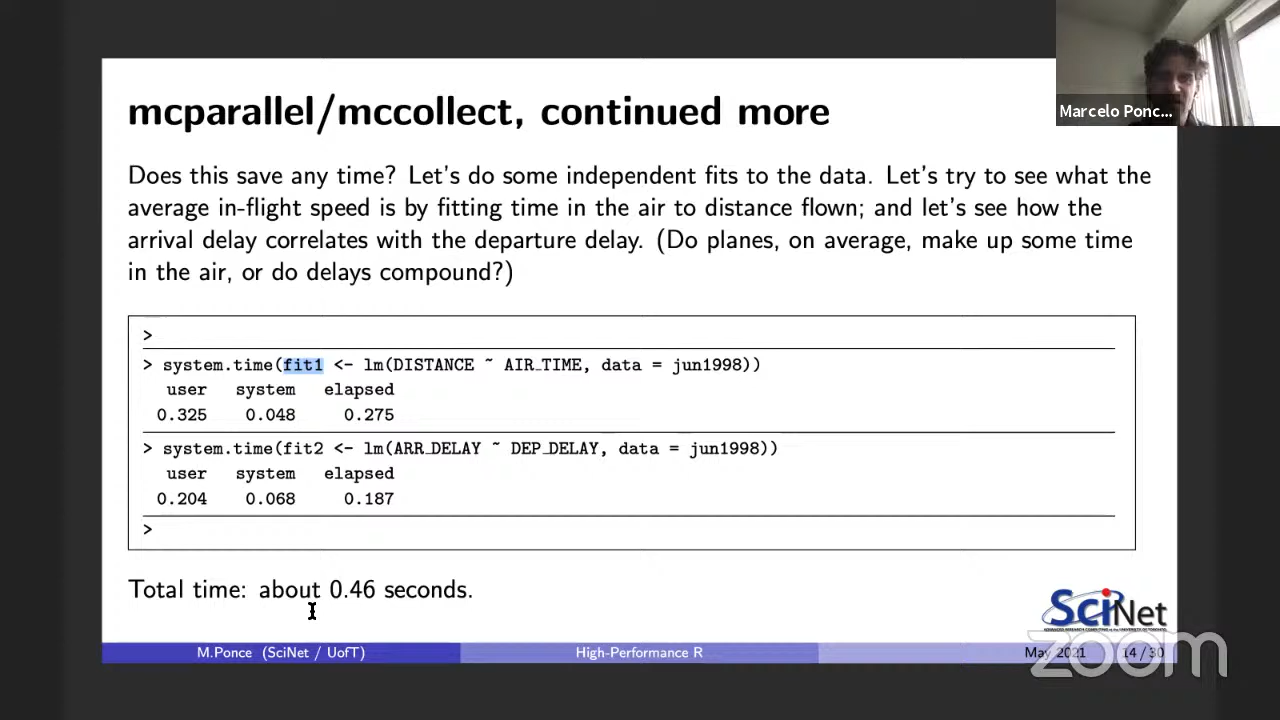 Marcelo Ponc...
mcparallel/mccollect, continued more
Does this save any time? Let's do some independent fits to the data. Let's try to see what the
average in-flight speed is by fitting time in the air to distance flown; and let's see how the
arrival delay correlates with the departure delay. (Do planes, on average, make up some time
in the air, or do delays compound?)
>
> system.time(fit1 <- lm(DISTANCE ~ AIR_TIME, data = jun1998))
user system elapsed
0.325 0.048 0.275
> system.time(fit2 <- lm(ARR_DELAY ~ DEP_DELAY, data = jun1998))
user system elapsed
0.204 0.068 0.187
>
Total time: about 0.46 seconds.
SciNet
M.Ponce (SciNet / UofT) High-Performance R May 2021 14 / 30
zoom